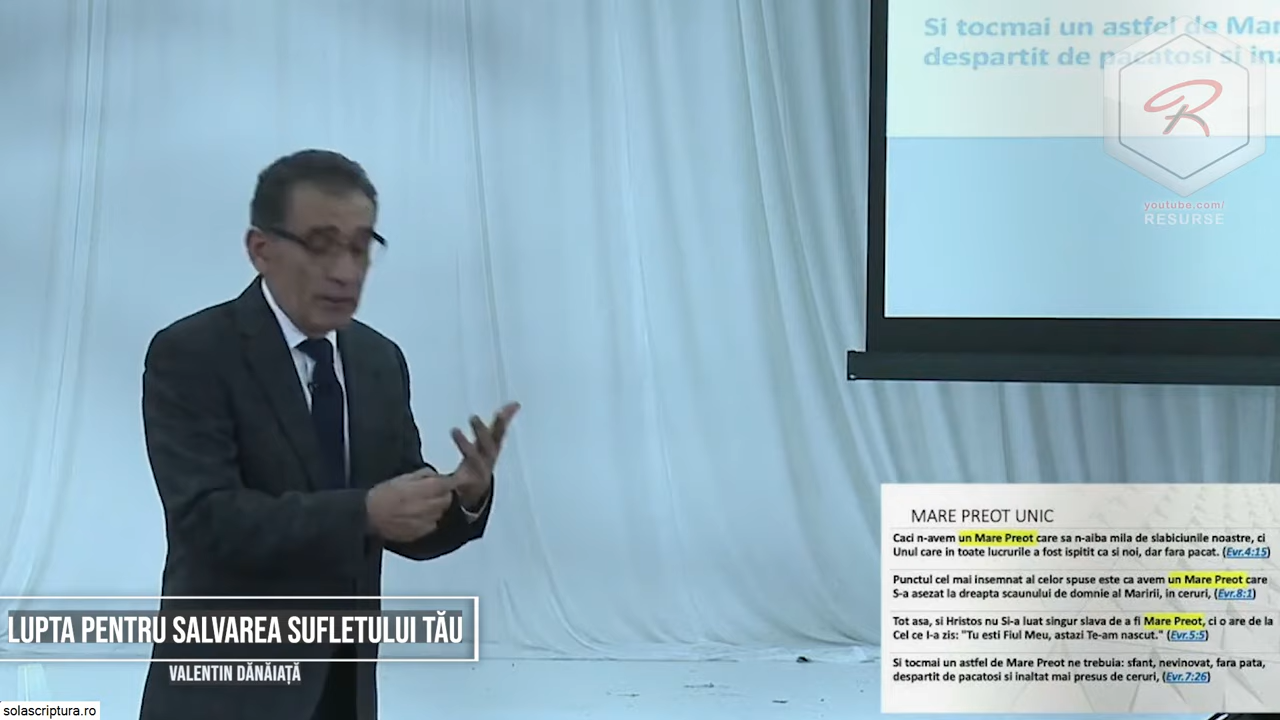 Si tocmai un astfel de Mar
despartit de pacatosi si ina
R
youtube.com/
RESURSE
MARE PREOT UNIC
Caci n-avem un Mare Preot care sa n-aiba mila de slabiciunile noastre, ci
Unul care in toate lucrurile a fost ispitit ca si noi, dar fara pacat. (Evr.4:15)
Punctul cel mai insemnat al celor spuse este ca avem un Mare Preot care
S-a asezat la dreapta scaunului de domnie al Maririi, in ceruri, (Evr.8:1)
Tot asa, si Hristos nu Si-a luat singur slava de a fi Mare Preot, ci o are de la
Cel ce I-a zis: "Tu esti Fiul Meu, astazi Te-am nascut." (Evr.5:5)
Si tocmai un astfel de Mare Preot ne trebuia: sfant, nevinovat, fara pata,
despartit de pacatosi si inaltat mai presus de ceruri, (Evr.7:26)
LUPTA PENTRU SALVAREA SUFLETULUI TĂU
VALENTIN DĂNĂIAȚĂ
solascriptura.ro